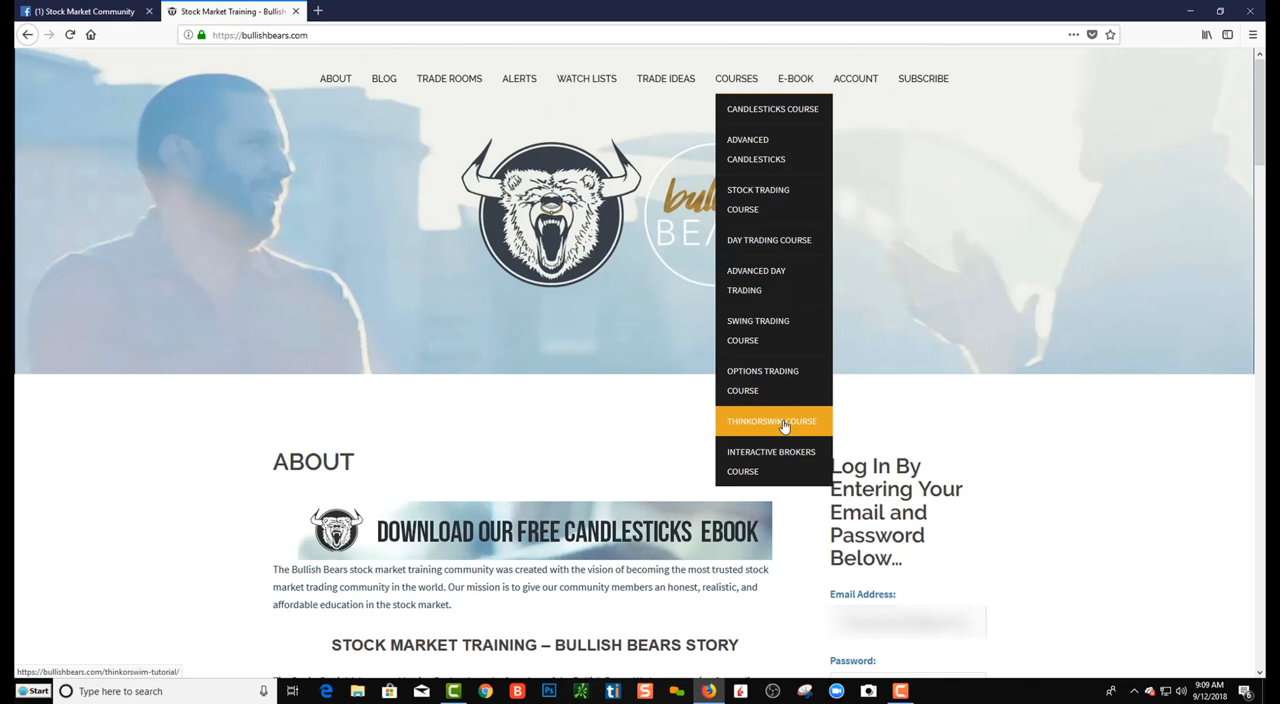 (1) Stock Market Community
Stock Market Training - Bullish
https://bullishbears.com
ABOUT BLOG TRADE ROOMS ALERTS WATCH LISTS TRADE IDEAS COURSES E-BOOK ACCOUNT SUBSCRIBE
CANDLESTICKS COURSE
ADVANCED
CANDLESTICKS
STOCK TRADING
COURSE
DAY TRADING COURSE
ADVANCED DAY
TRADING
SWING TRADING
COURSE
OPTIONS TRADING
COURSE
THINKORSWIM COURSE
INTERACTIVE BROKERS
COURSE
ABOUT
DOWNLOAD OUR FREE CANDLESTICKS EBOOK
The Bullish Bears stock market training community was created with the vision of becoming the most trusted stock
market trading community in the world. Our mission is to give our community members an honest, realistic, and
affordable education in the stock market.
STOCK MARKET TRAINING – BULLISH BEARS STORY
Log In By
Entering Your
Email and
Password
Below...
Email Address:
Password:
https://bullishbears.com/thinkorswim-tutorial/
Start
Type here to search
9:09 AM
9/12/2018